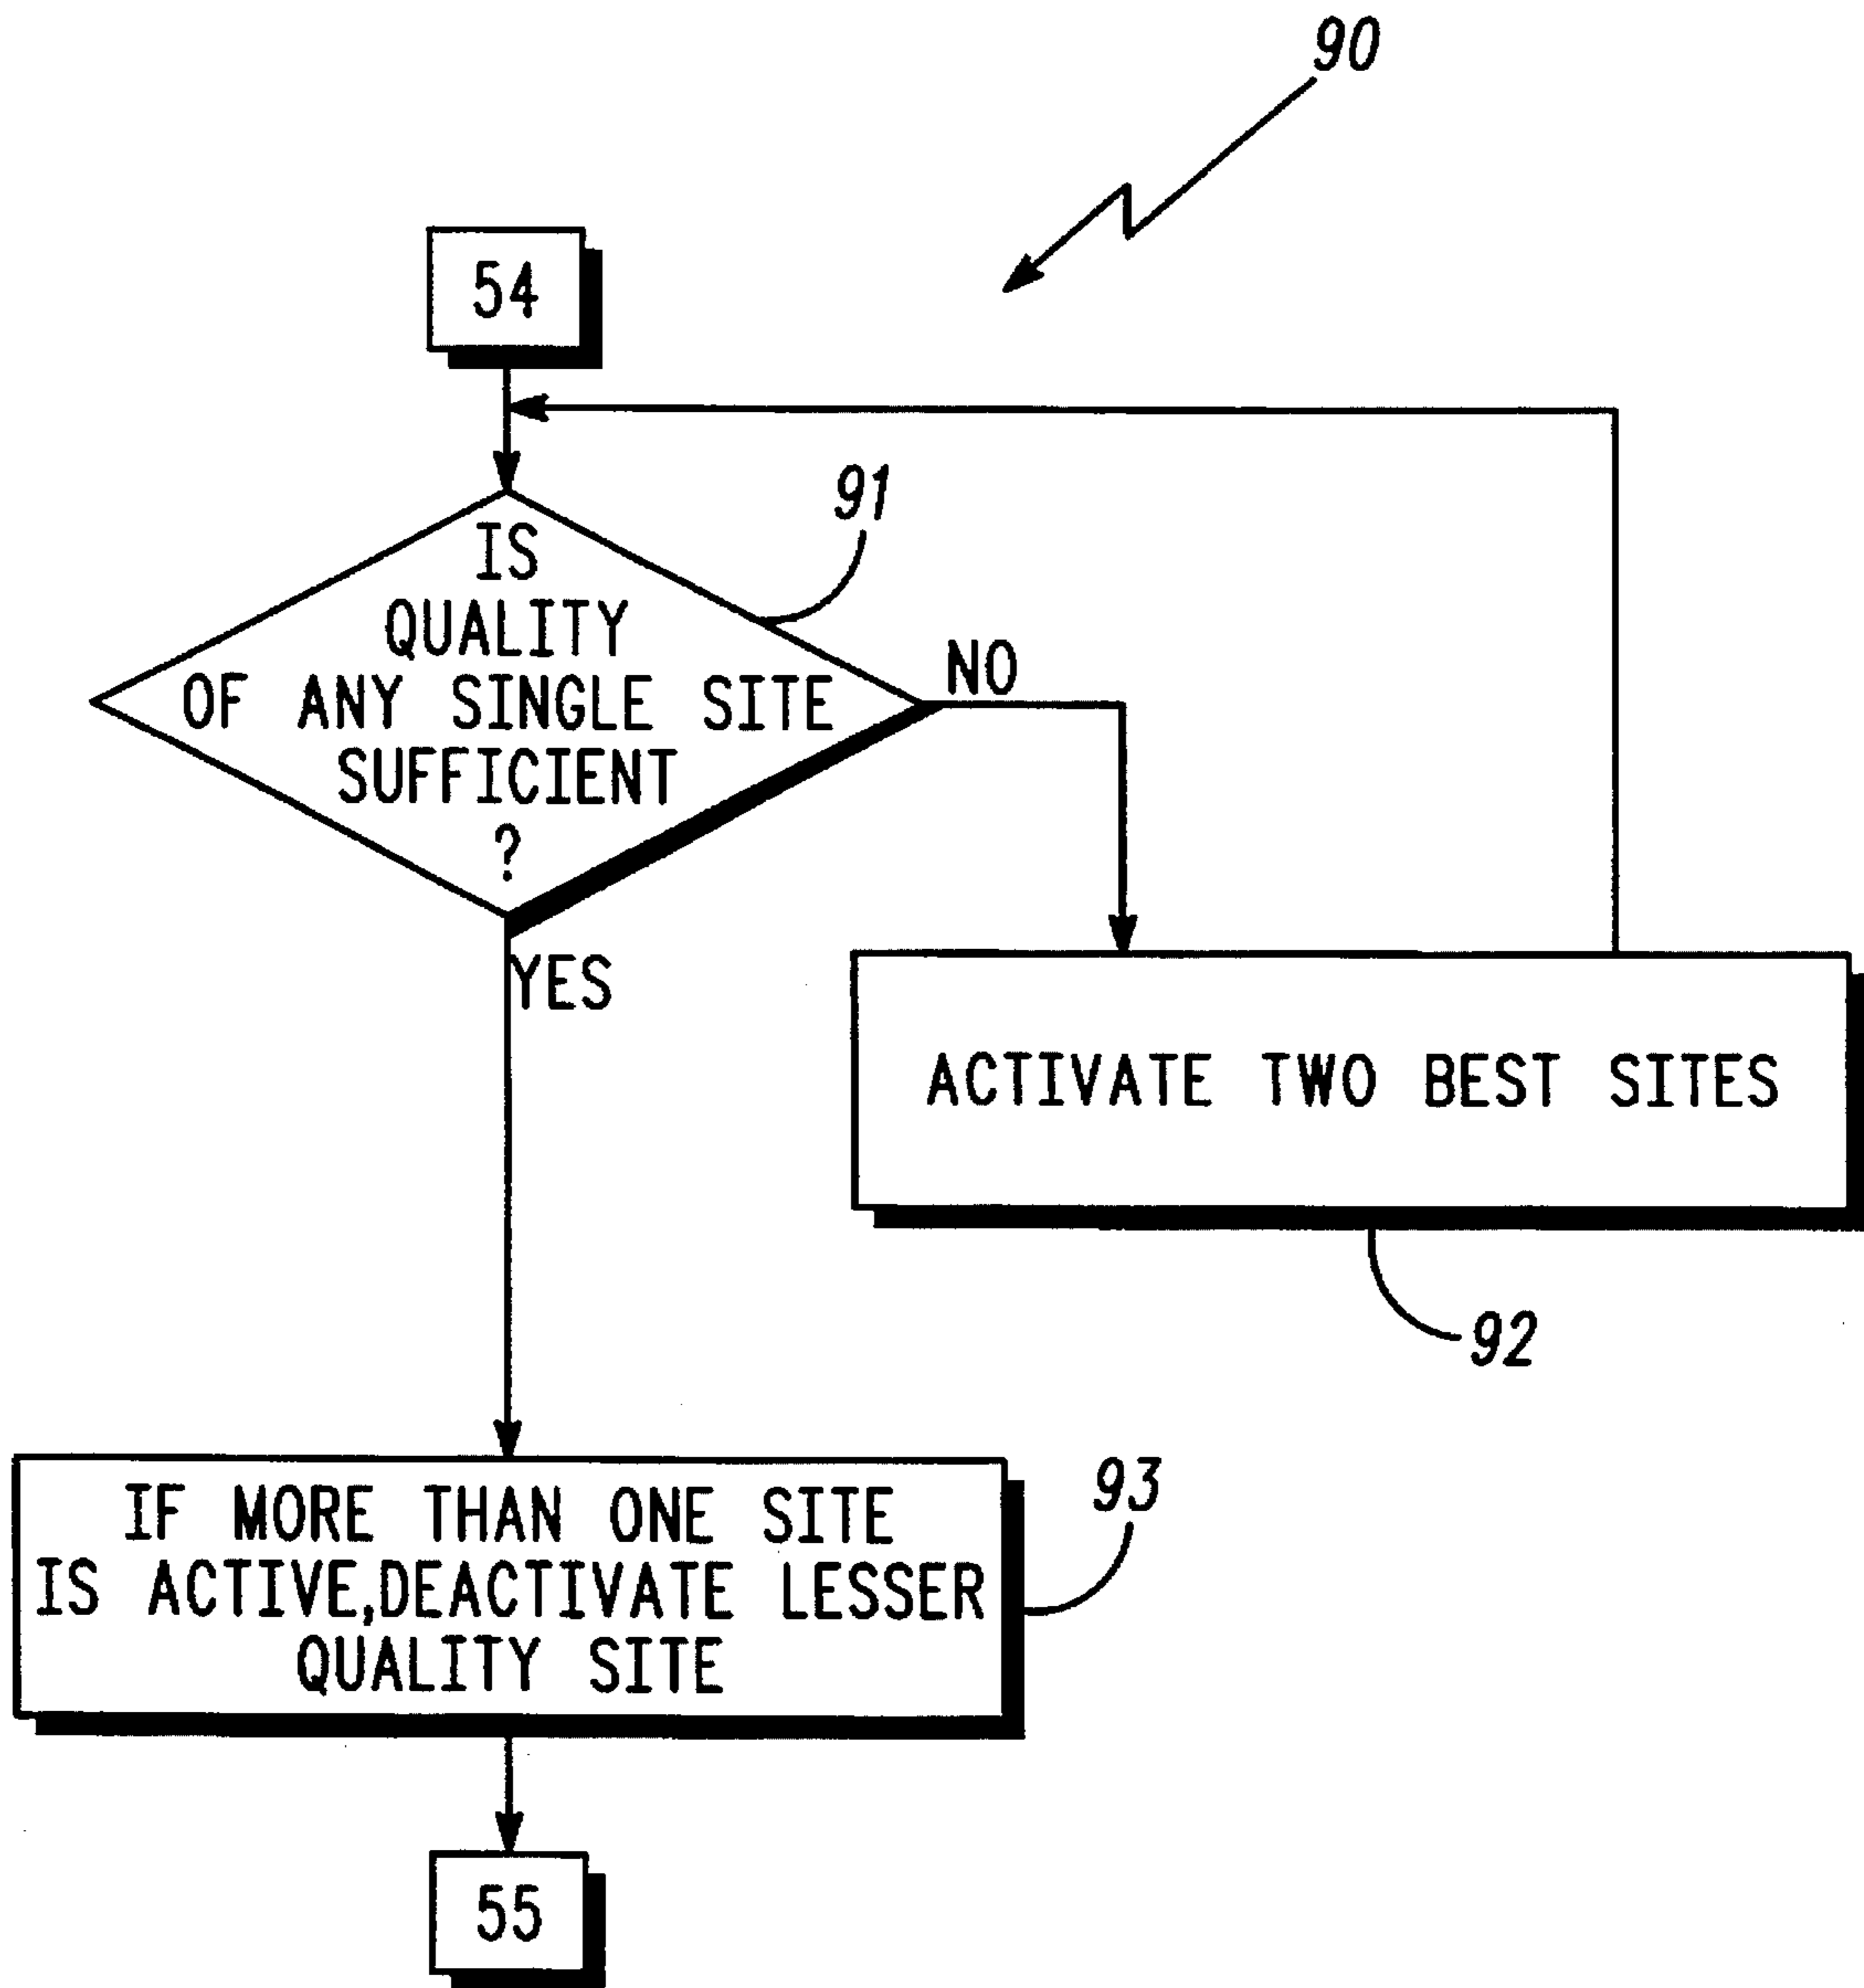 90
54
91
IS
QUALITY
OF ANY SINGLE SITE
SUFFICIENT
?
NO
YES
ACTIVATE TWO BEST SITES
92
IF MORE THAN ONE SITE
IS ACTIVE,DEACTIVATE LESSER
QUALITY SITE
93
55